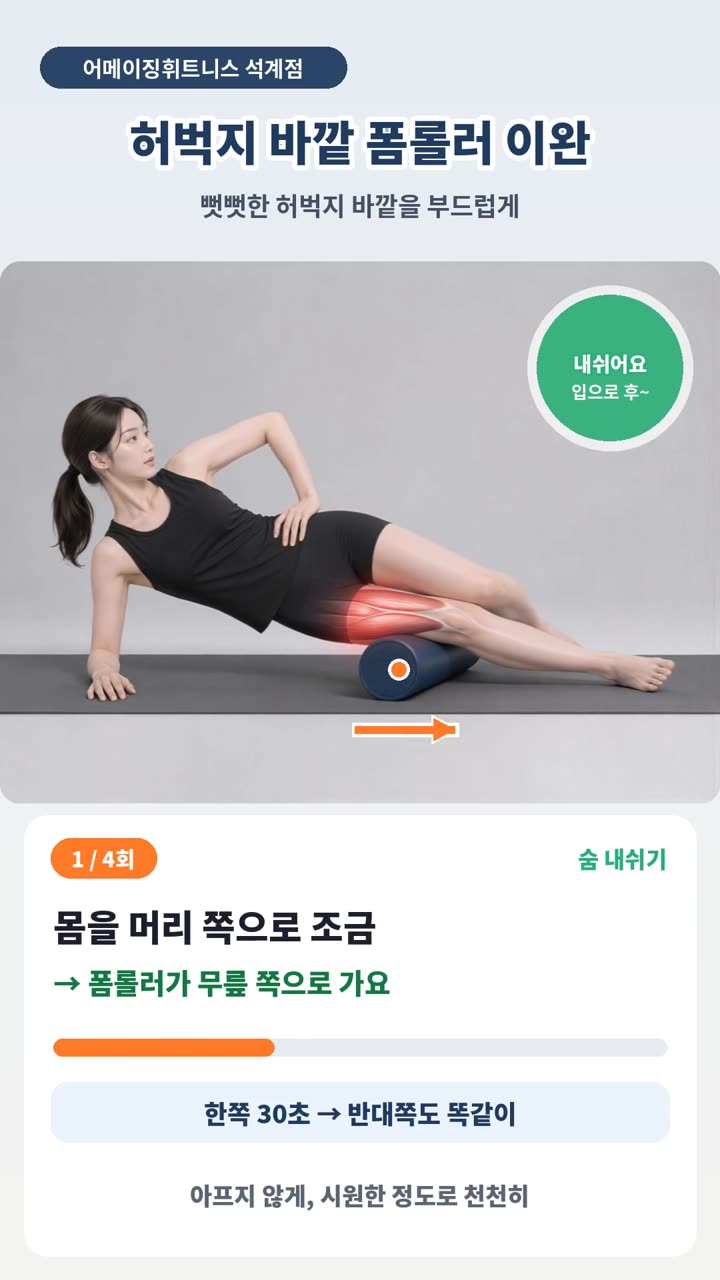 어메이징휘트니스 석계점
허벅지 바깥 폼롤러 이완
뻣뻣한 허벅지 바깥을 부드럽게
내쉬어요
입으로 후~
1 / 4회
숨 내쉬기
몸을 머리 쪽으로 조금
→ 폼롤러가 무릎 쪽으로 가요
한쪽 30초 → 반대쪽도 똑같이
아프지 않게, 시원한 정도로 천천히